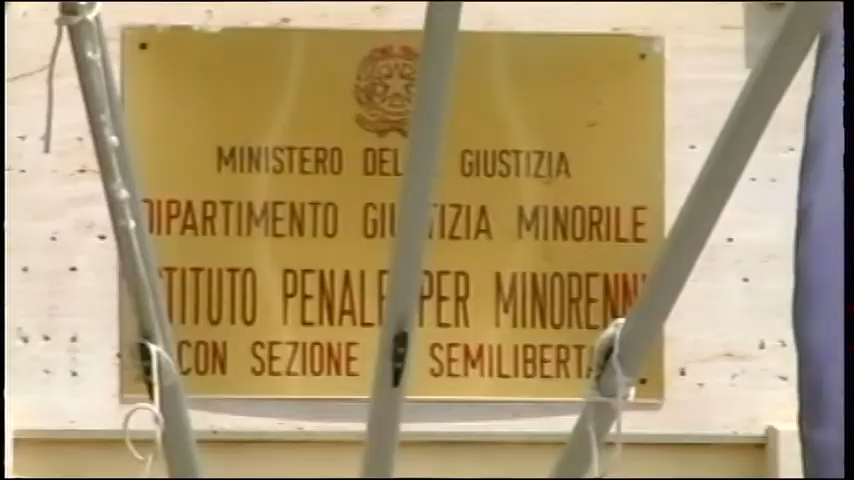 MINISTERO DELLA GIUSTIZIA
DIPARTIMENTO GIUSTIZIA MINORILE
ISTITUTO PENALE PER MINORENNI
CON SEZIONE SEMILIBERTA'